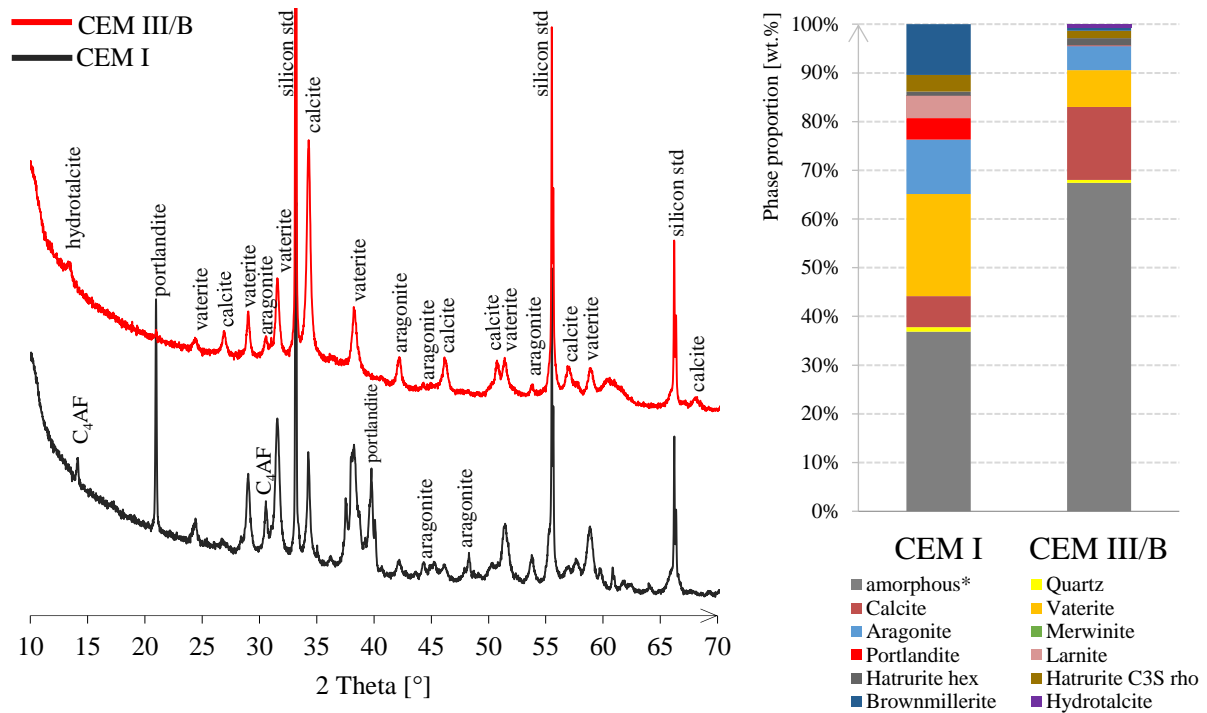 CEM III/B
CEM I
silicon std
calcite
silicon std
silicon std
hydrotalcite
portlandite
vaterite
calcite
vaterite
aragonite
vaterite
vaterite
aragonite
aragonite
calcite
calcite
vaterite
aragonite
calcite
vaterite
calcite
C₄AF
C₄AF
portlandite
aragonite
aragonite
10 15 20 25 30 35 40 45 50 55 60 65 70
2 Theta [°]
Phase proportion [wt.%]
100%
90%
80%
70%
60%
50%
40%
30%
20%
10%
0%
CEM I CEM III/B
amorphous* Quartz
Calcite Vaterite
Aragonite Merwinite
Portlandite Larnite
Hatrurite hex Hatrurite C3S rho
Brownmillerite Hydrotalcite